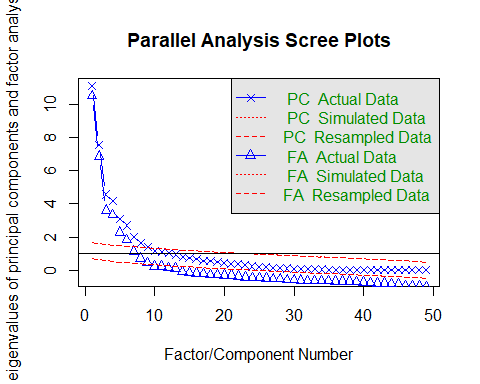 Parallel Analysis Scree Plots
eigenvalues of principal components and factor analys
10
8
6
4
2
0
PC Actual Data
PC Simulated Data
PC Resampled Data
FA Actual Data
FA Simulated Data
FA Resampled Data
0 10 20 30 40 50
Factor/Component Number